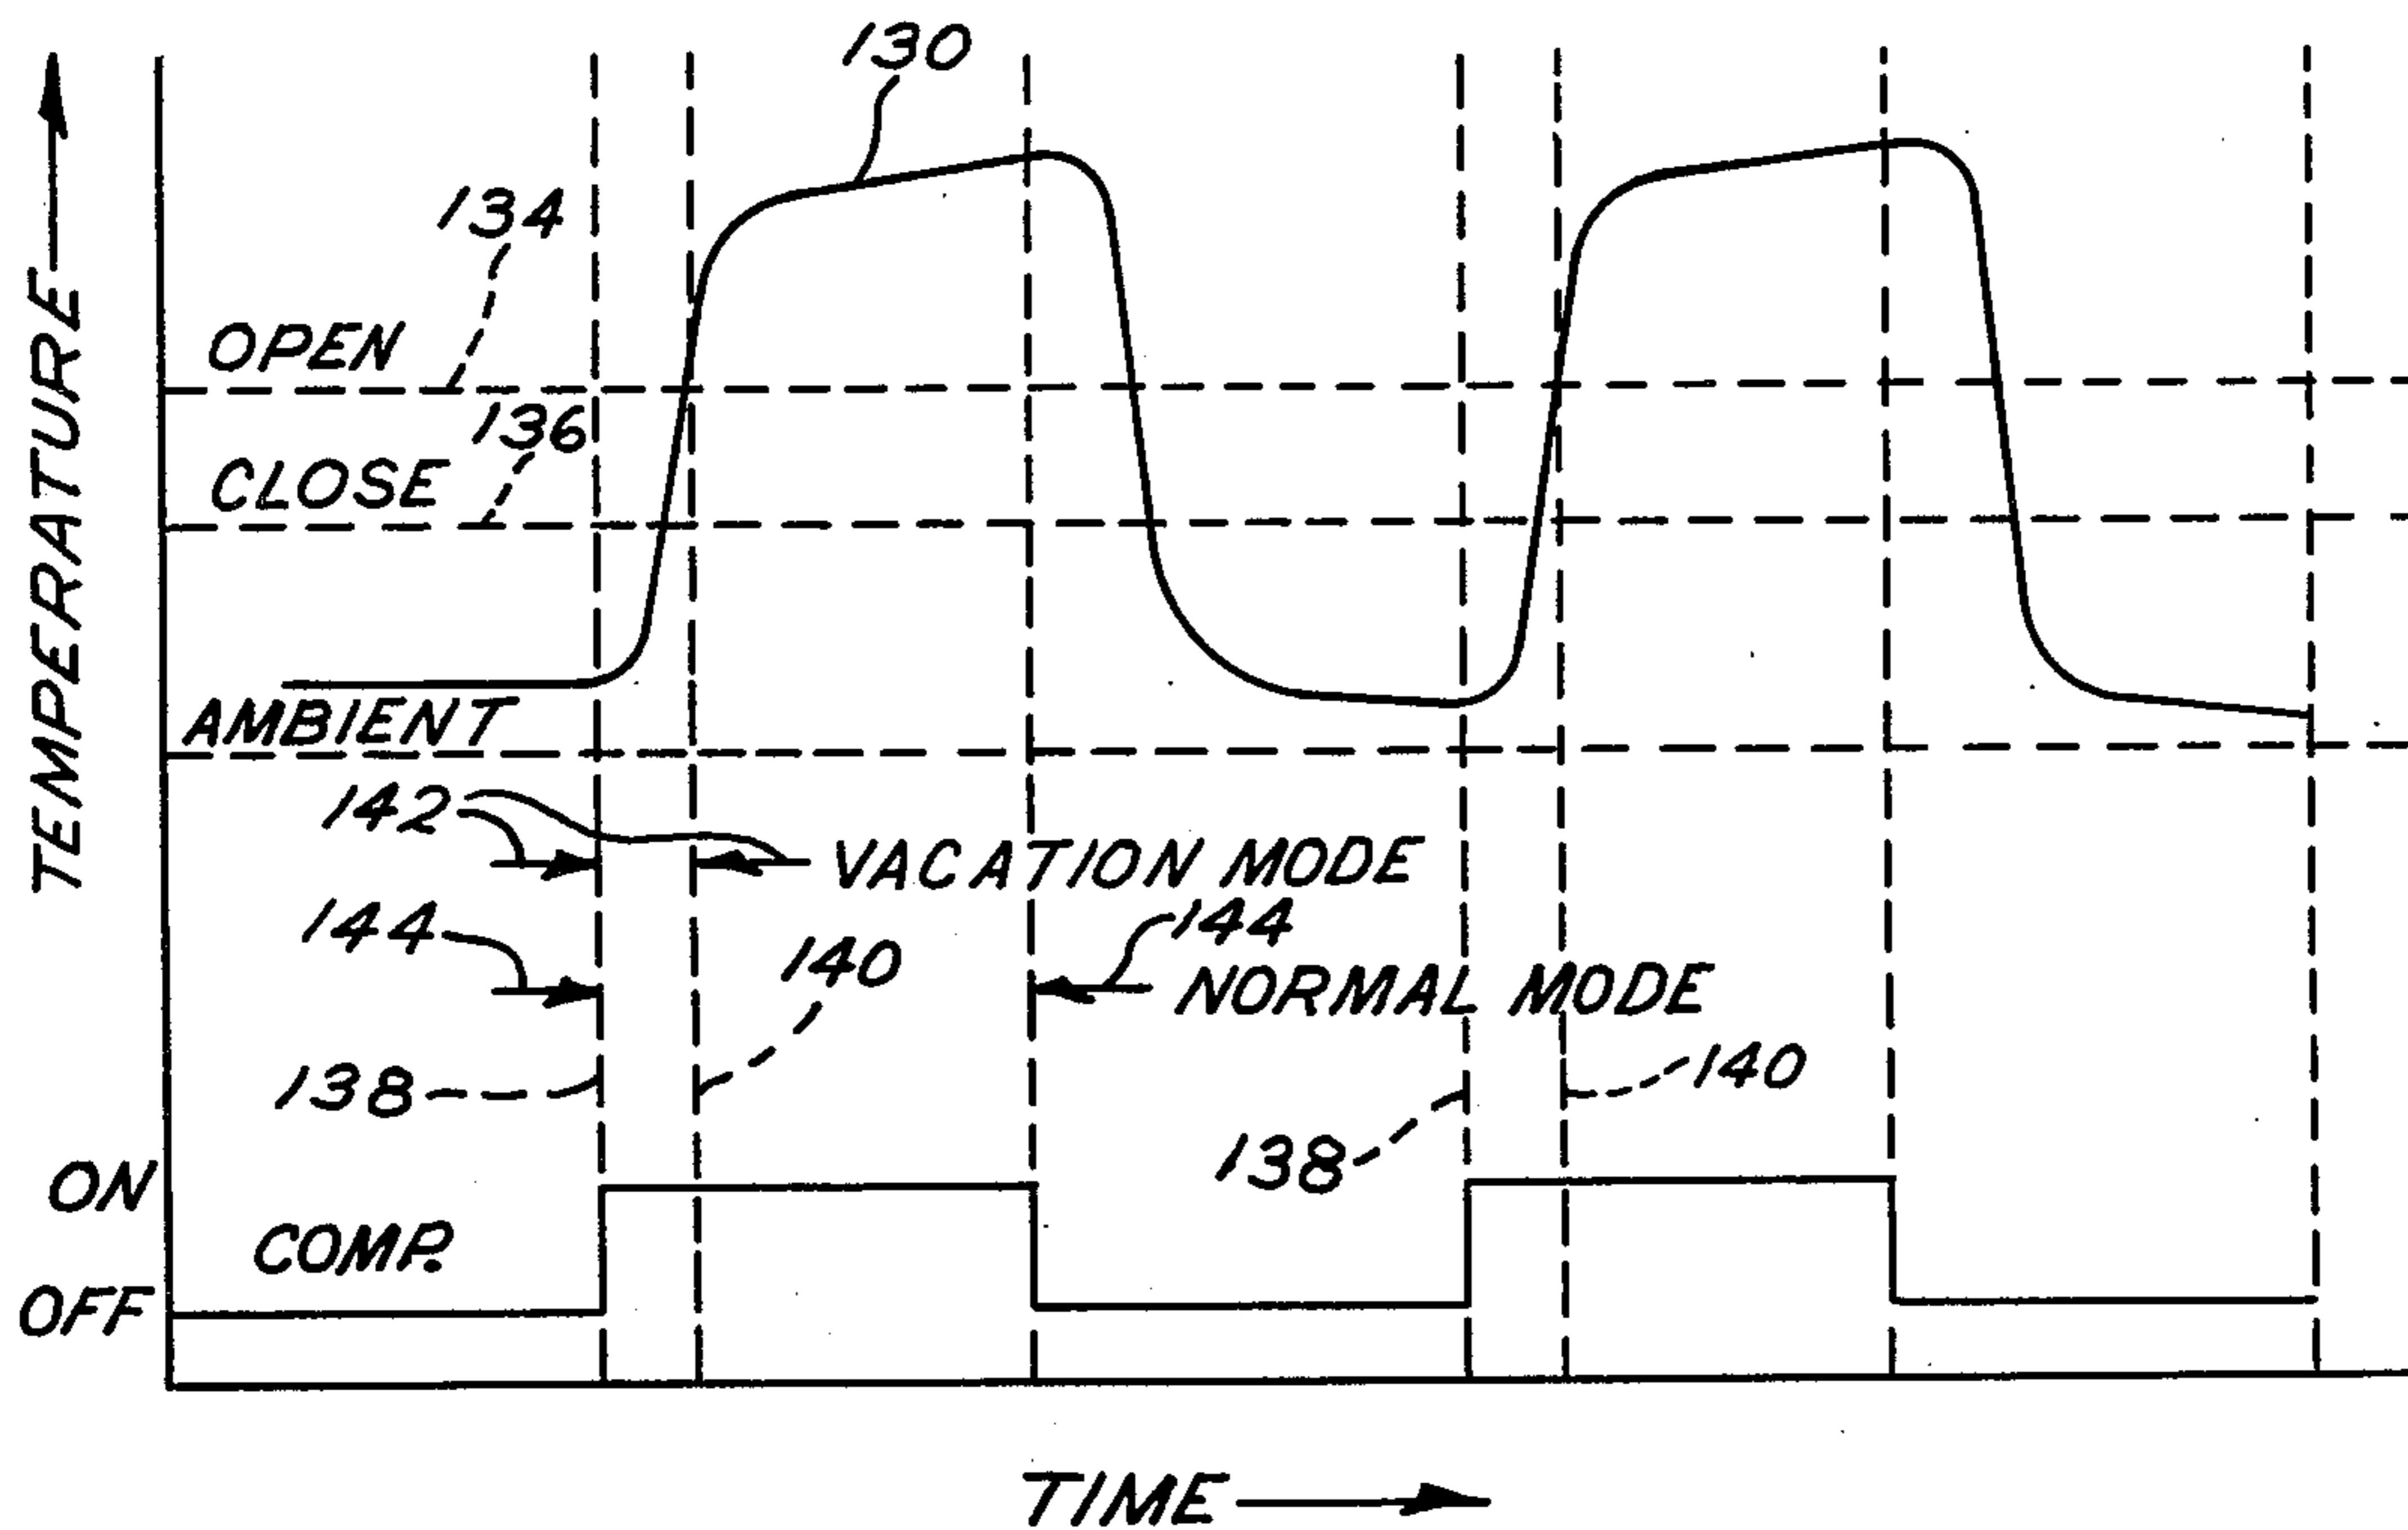 130
134
OPEN
136
CLOSE
AMBIENT
TEMPERATURE
142
VACATION MODE
144
144
140
NORMAL MODE
138
140
138
ON
COMP.
OFF
TIME